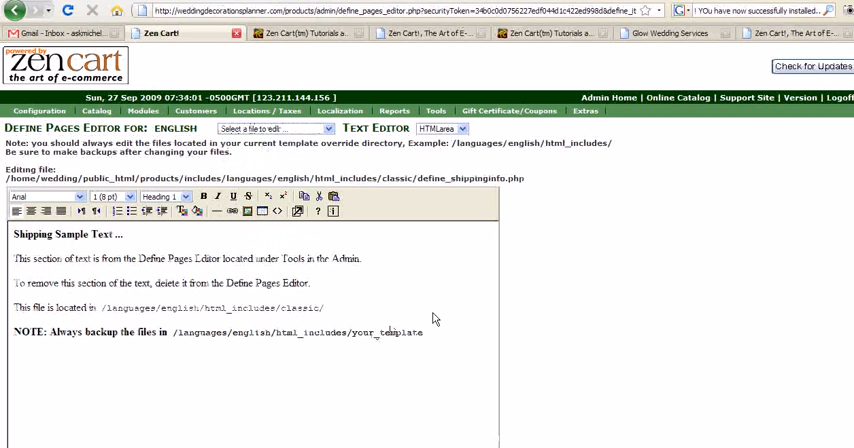 http://weddingdecorationsplanner.com/products/admin/define_pages_editor.php?
! YOU have now successfully installed...
Gmail - Inbox - askmichel...
Zen Cart!
Zen Cart(tm) Tutorials a...
Zen Cart!, The Art of E-...
Zen Cart(tm) Tutorials a...
Glow Wedding Services
Zen Cart!, The Art of E-...
powered by
ZEN CART
the art of e-commerce
Check for Updates
Sun, 27 Sep 2009 07:34:01 -0500GMT [123.211.144.156 ]
Admin Home | Online Catalog | Support Site | Version | Logoff
Configuration Catalog Modules Customers Locations / Taxes Localization Reports Tools Gift Certificate/Coupons Extras
DEFINE PAGES EDITOR FOR: ENGLISH Select a file to edit: ... TEXT EDITOR HTMLarea
Note: you should always edit the files located in your current template override directory, Example: /languages/english/html_includes/
Be sure to make backups after changing your files.
Editing file:
/home/wedding/public_html/products/includes/languages/english/html_includes/classic/define_shippinginfo.php
Arial 1 (8 pt) Heading 1 B I U S
Shipping Sample Text ...
This section of text is from the Define Pages Editor located under Tools in the Admin.
To remove this section of the text, delete it from the Define Pages Editor.
This file is located in /languages/english/html_includes/classic/
NOTE: Always backup the files in /languages/english/html_includes/your_template